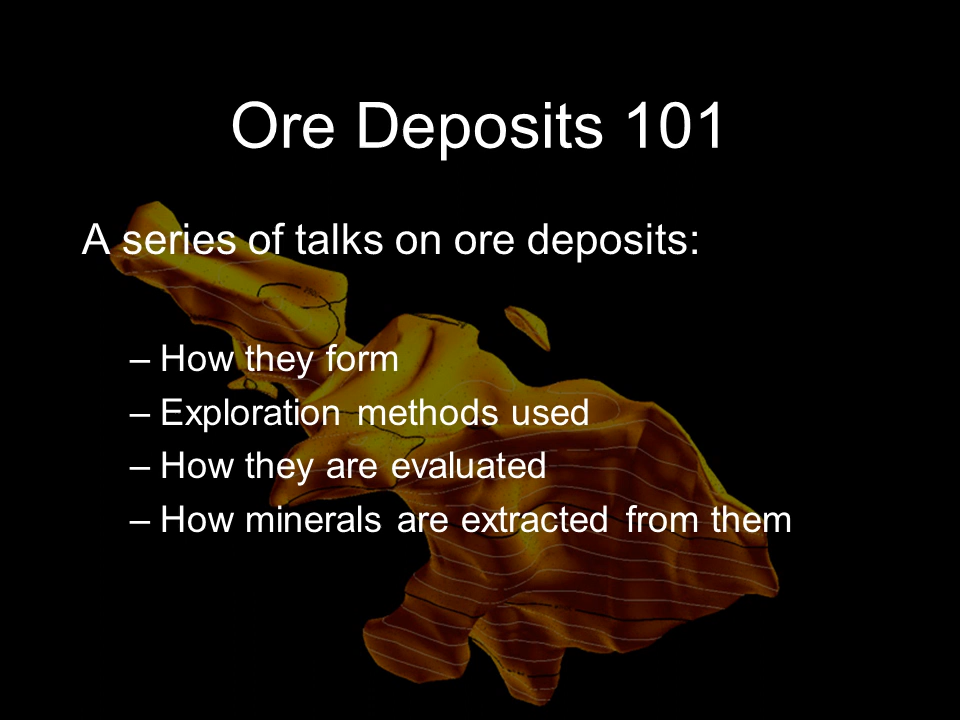 Ore Deposits 101
A series of talks on ore deposits:
– How they form
– Exploration methods used
– How they are evaluated
– How minerals are extracted from them